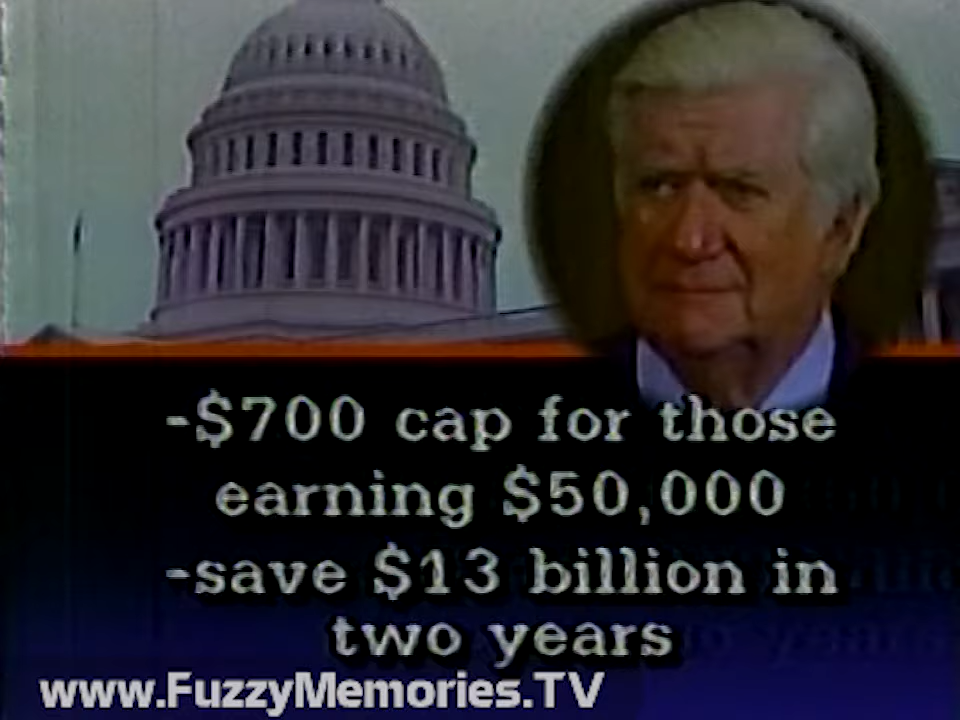 -$700 cap for those
earning $50,000
-save $13 billion in
two years
www.FuzzyMemories.TV